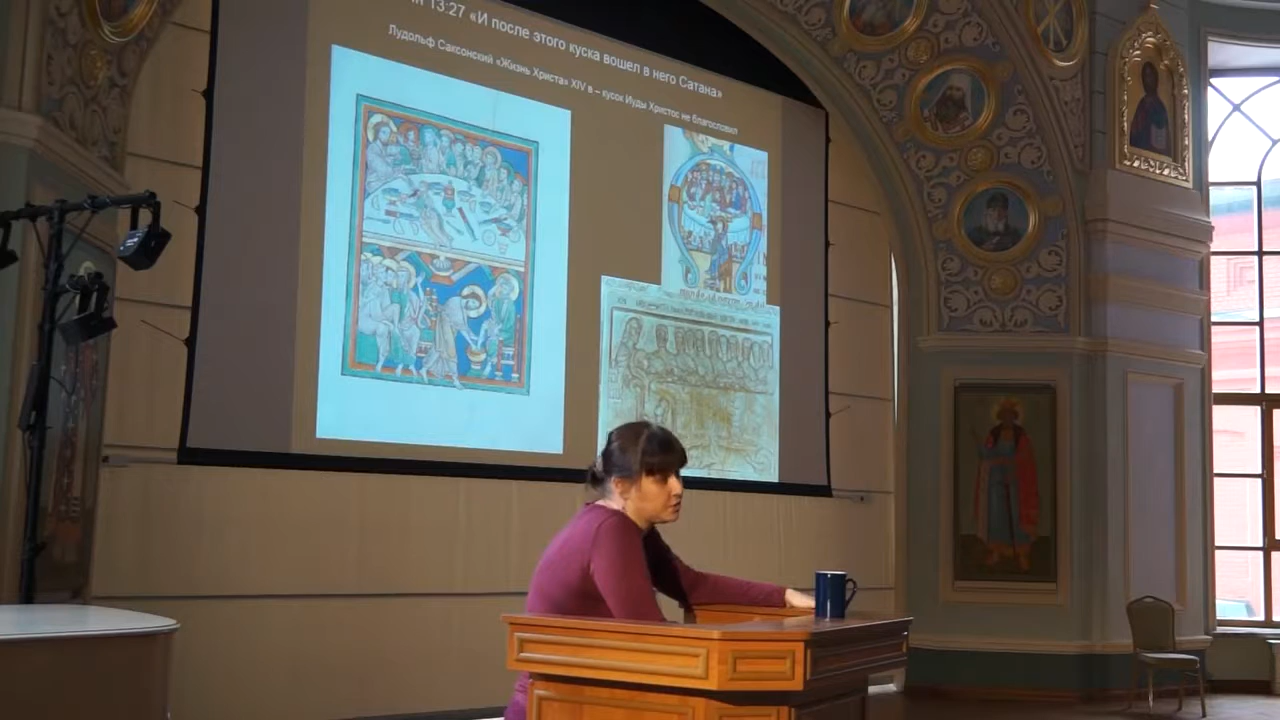 13:27 «И после этого куска вошел в него Сатана»
Лудольф Саксонский «Жизнь Христа» XIV в – кусок Иуды Христос не благословил